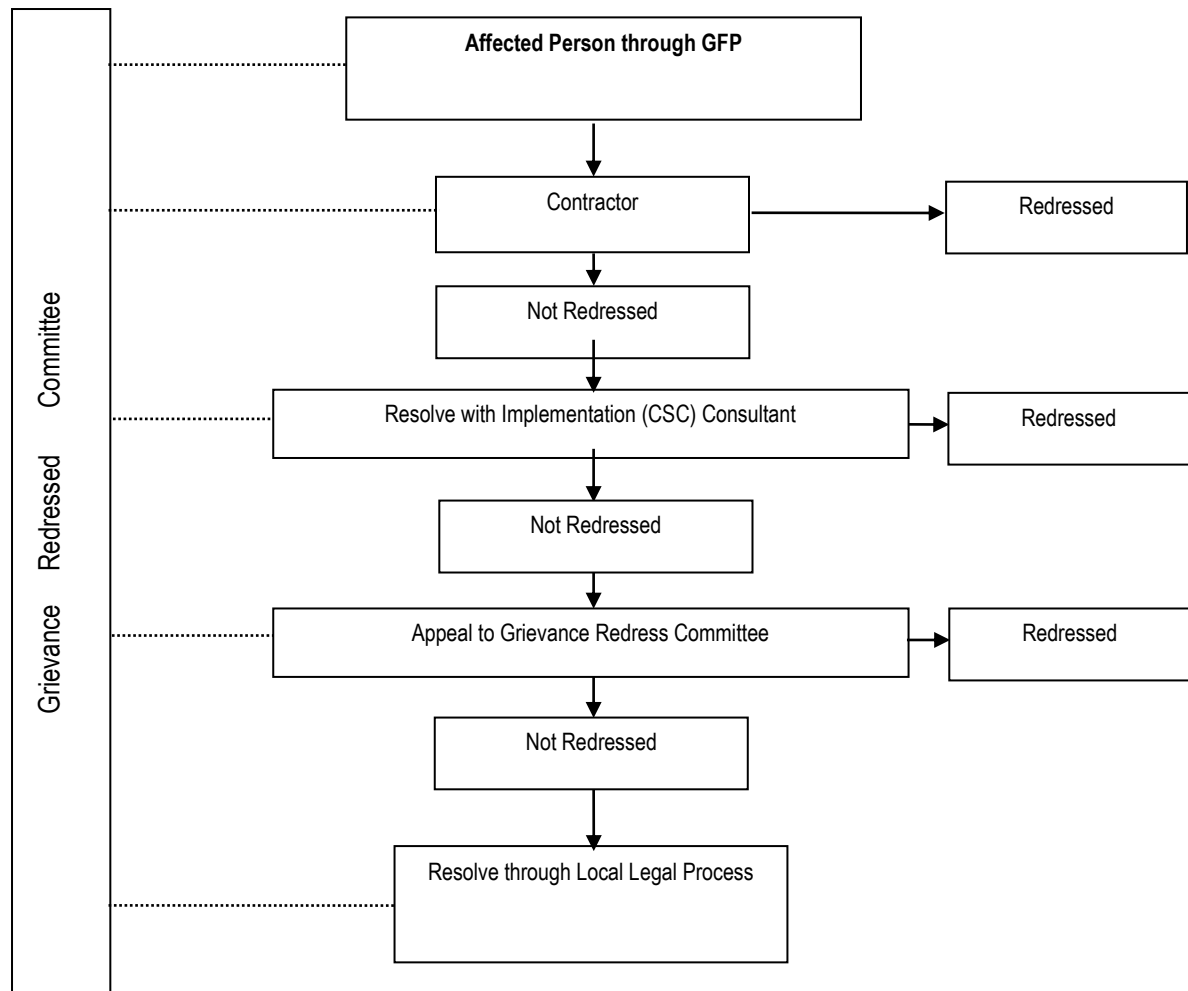 Affected Person through GFP
Contractor
Redressed
Not Redressed
Resolve with Implementation (CSC) Consultant
Redressed
Not Redressed
Appeal to Grievance Redress Committee
Redressed
Not Redressed
Resolve through Local Legal Process
Grievance Redressed Committee